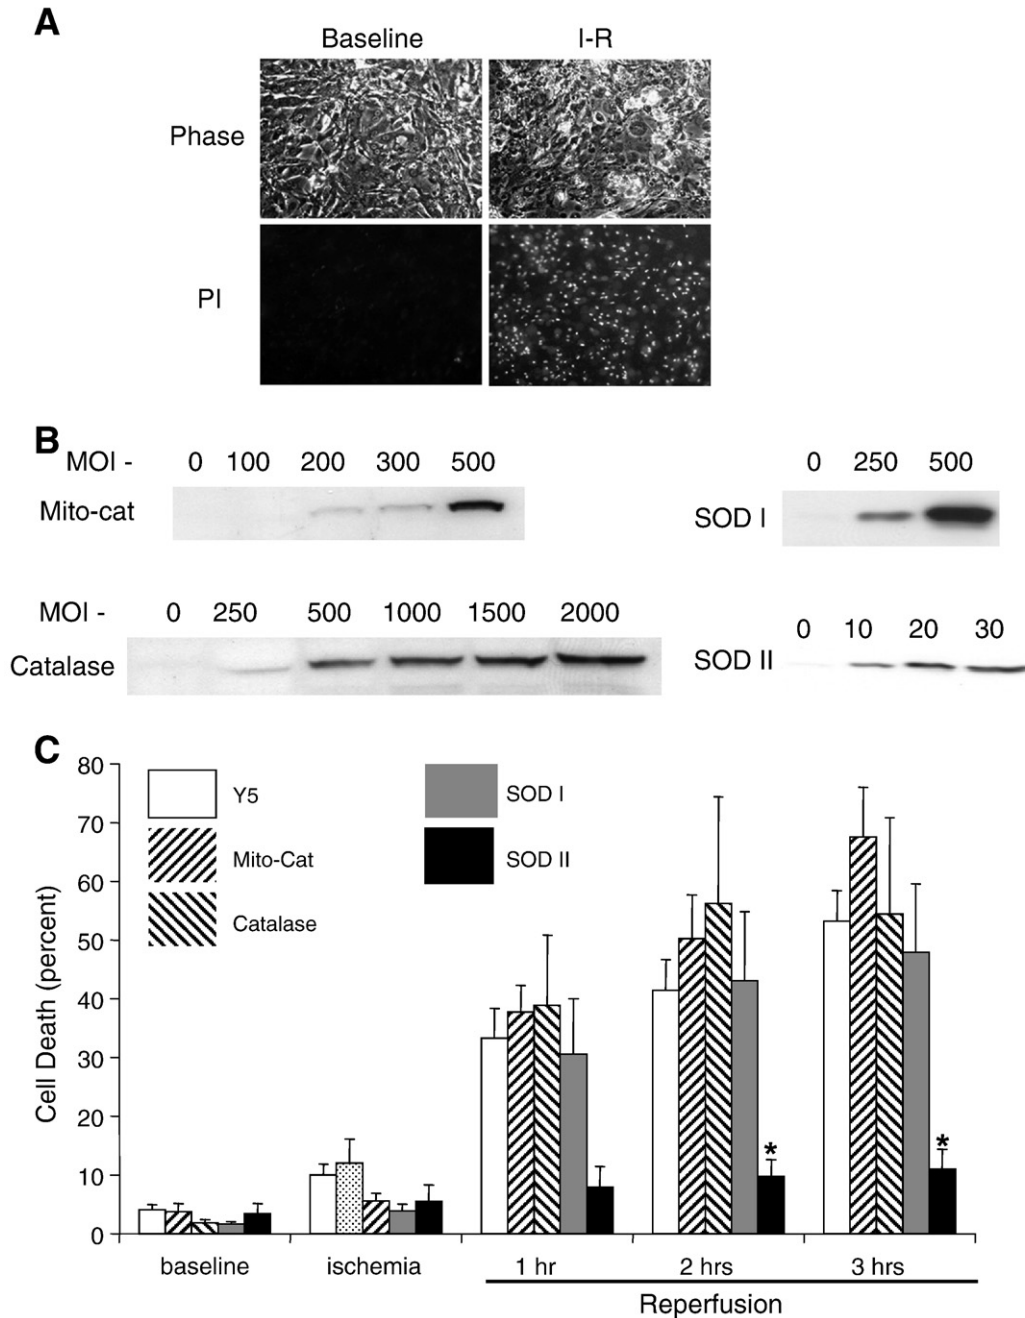 A
Baseline I-R
Phase
PI
B
MOI - 0 100 200 300 500
Mito-cat
0 250 500
SOD I
MOI - 0 250 500 1000 1500 2000
Catalase
0 10 20 30
SOD II
C
Cell Death (percent)
80
70
60
50
40
30
20
10
0
Y5
Mito-Cat
Catalase
SOD I
SOD II
* *
baseline ischemia 1 hr 2 hrs 3 hrs
Reperfusion